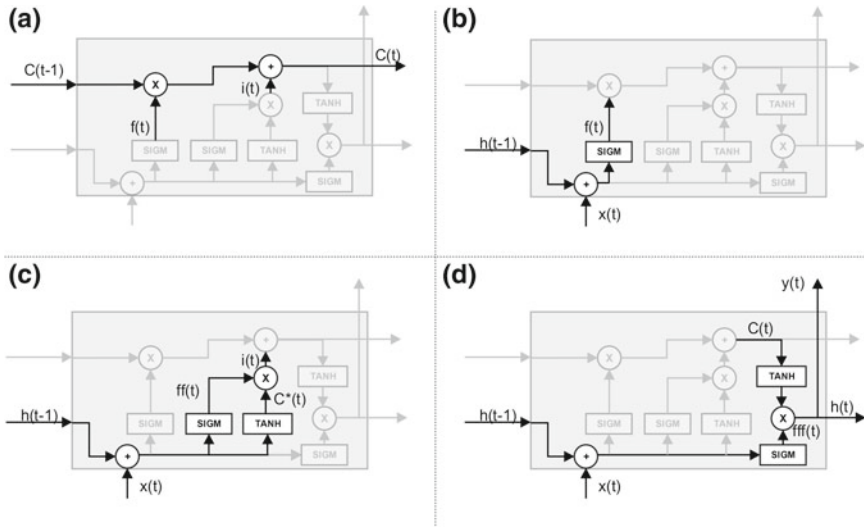 (a)
C(t-1)
X
+
C(t)
f(t)
i(t)
X
TANH
X
SIGM
SIGM
TANH
SIGM
+
(b)
X
+
f(t)
X
TANH
h(t-1)
SIGM
SIGM
TANH
X
SIGM
+
x(t)
(c)
X
+
i(t)
ff(t)
X
TANH
C*(t)
h(t-1)
SIGM
SIGM
TANH
X
SIGM
+
x(t)
(d)
y(t)
C(t)
X
+
X
TANH
h(t-1)
SIGM
SIGM
TANH
X
h(t)
fff(t)
SIGM
+
x(t)